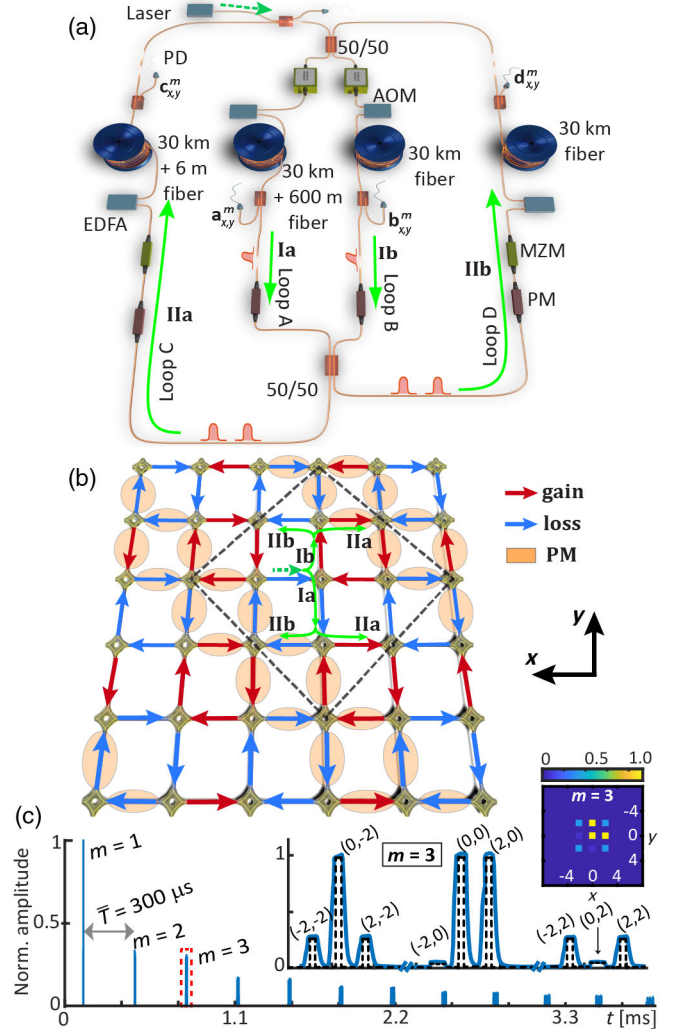 (a)
Laser
50/50
PD
c^m_{x,y}
AOM
d^m_{x,y}
30 km
+ 6 m
fiber
30 km
+ 600 m
fiber
30 km
fiber
30 km
fiber
EDFA
a^m_{x,y}
b^m_{x,y}
MZM
PM
Ia
Ib
IIa
IIb
Loop A
Loop B
Loop C
Loop D
50/50
(b)
gain
loss
PM
IIb
IIa
Ib
Ia
IIb
IIa
y
x
(c)
Norm. amplitude
1
0.5
0
m = 1
T̅ = 300 µs
m = 2
m = 3
0
1.1
2.2
3.3
t [ms]
m = 3
1
0
(-2,-2)
(0,-2)
(2,-2)
(-2,0)
(0,0)
(2,0)
(-2,2)
(0,2)
(2,2)
0
0.5
1.0
m = 3
-4
0
4
y
-4
0
4
x